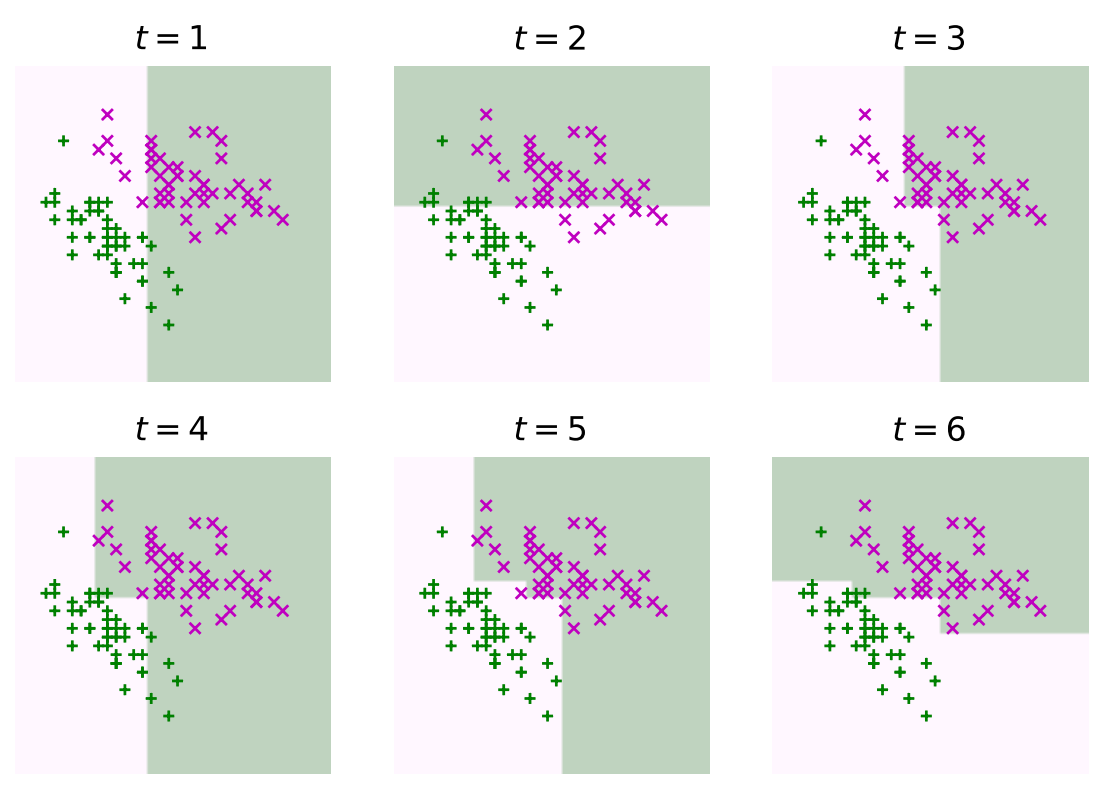 t = 1
t = 2
t = 3
t = 4
t = 5
t = 6